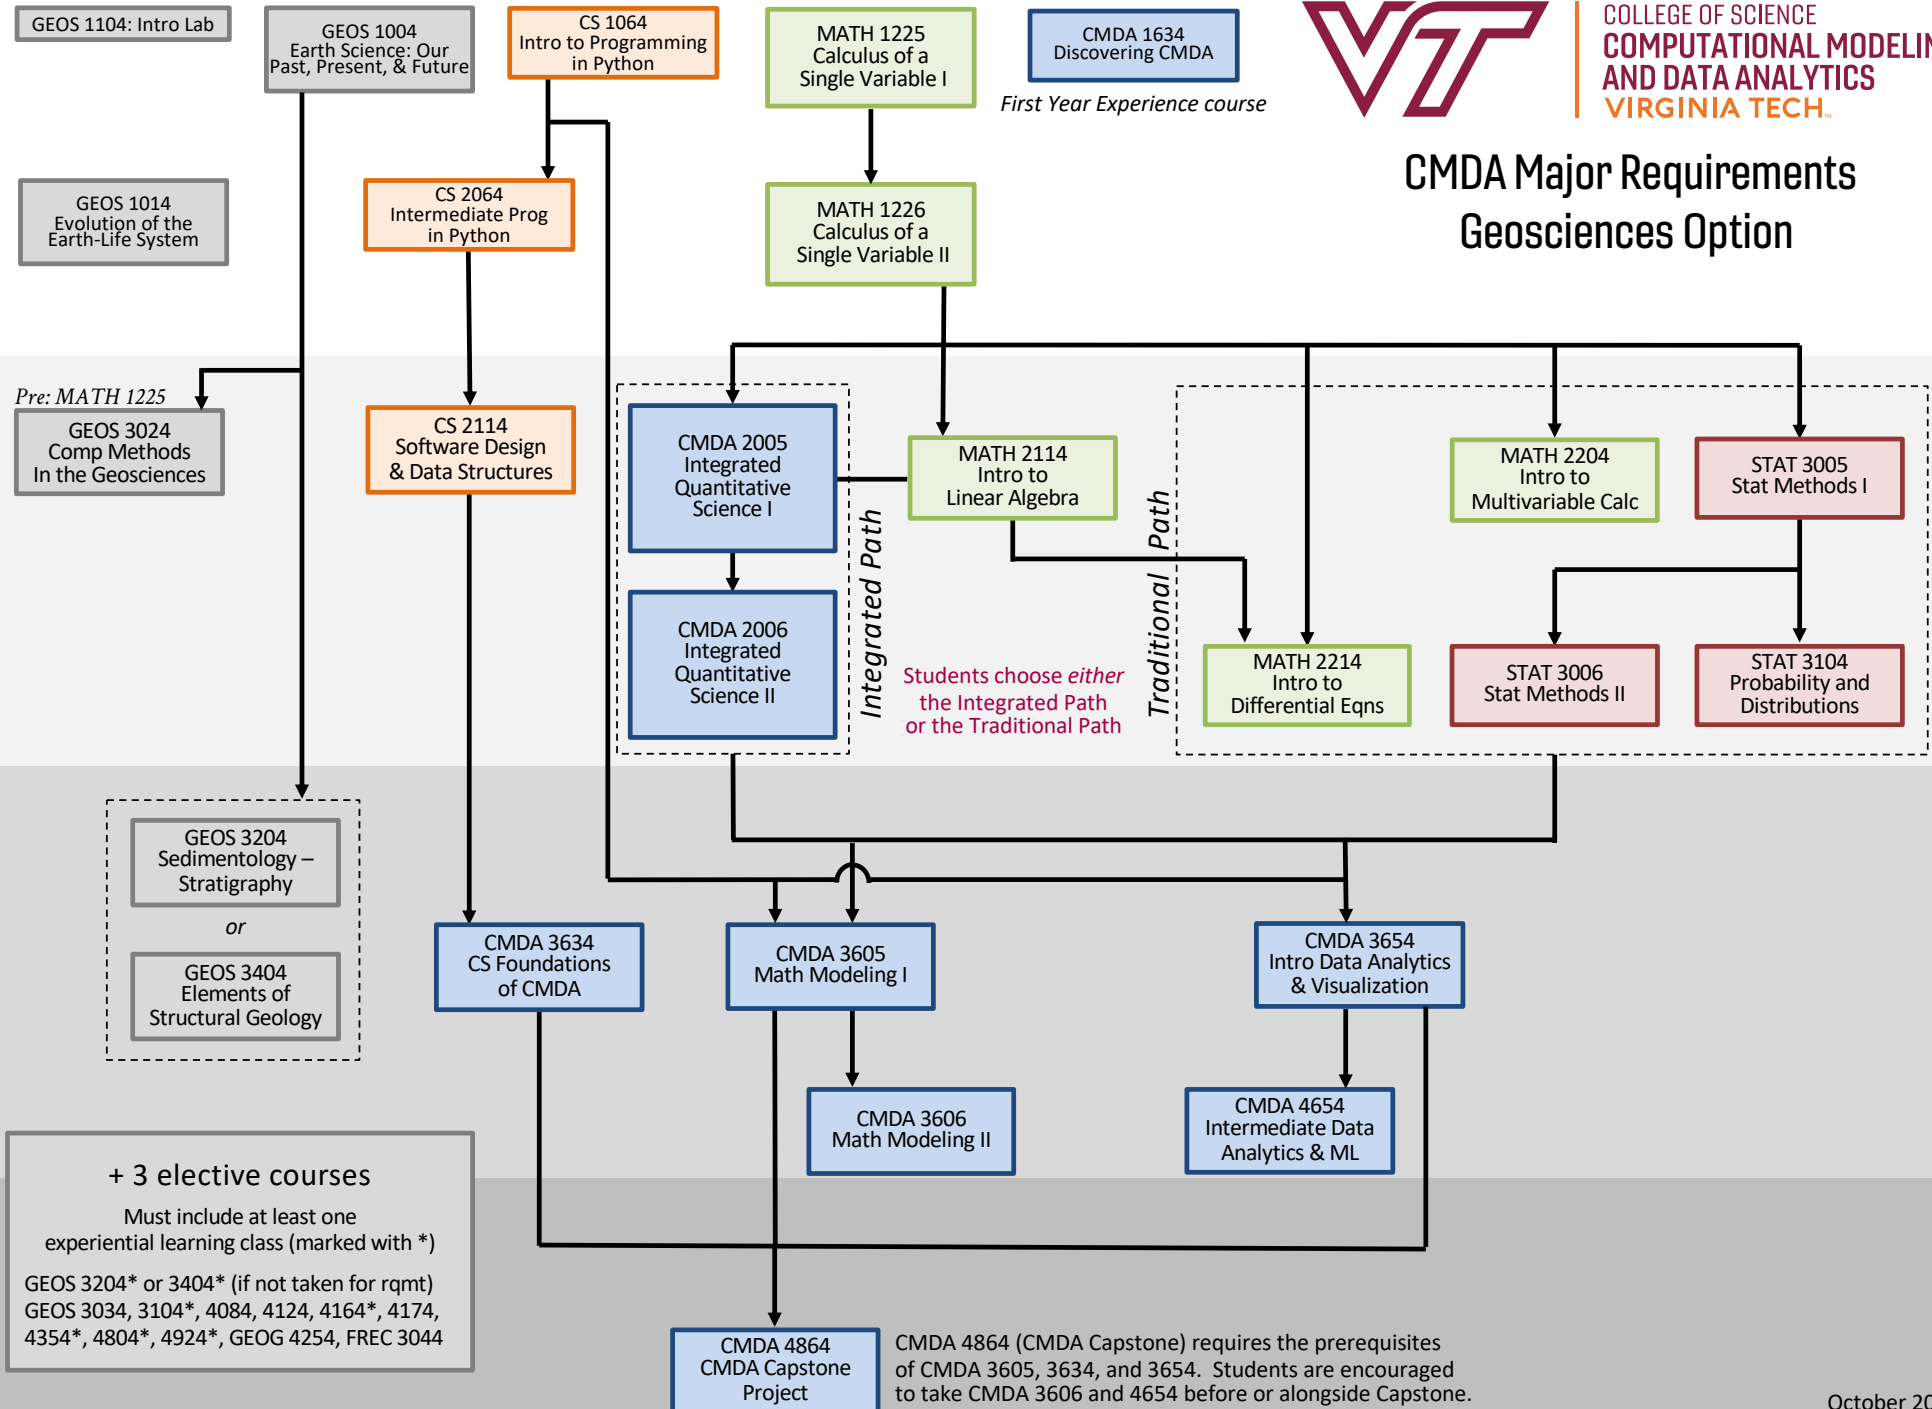 GEOS 1104: Intro Lab
GEOS 1004
Earth Science: Our
Past, Present, & Future
CS 1064
Intro to Programming
in Python
MATH 1225
Calculus of a
Single Variable I
CMDA 1634
Discovering CMDA
First Year Experience course
VT
COLLEGE OF SCIENCE
COMPUTATIONAL MODELIN
AND DATA ANALYTICS
VIRGINIA TECH™
CMDA Major Requirements
Geosciences Option
GEOS 1014
Evolution of the
Earth-Life System
CS 2064
Intermediate Prog
in Python
MATH 1226
Calculus of a
Single Variable II
Pre: MATH 1225
GEOS 3024
Comp Methods
In the Geosciences
CS 2114
Software Design
& Data Structures
CMDA 2005
Integrated
Quantitative
Science I
MATH 2114
Intro to
Linear Algebra
MATH 2204
Intro to
Multivariable Calc
STAT 3005
Stat Methods I
Integrated Path
Traditional Path
CMDA 2006
Integrated
Quantitative
Science II
Students choose either
the Integrated Path
or the Traditional Path
MATH 2214
Intro to
Differential Eqns
STAT 3006
Stat Methods II
STAT 3104
Probability and
Distributions
GEOS 3204
Sedimentology –
Stratigraphy
or
GEOS 3404
Elements of
Structural Geology
CMDA 3634
CS Foundations
of CMDA
CMDA 3605
Math Modeling I
CMDA 3654
Intro Data Analytics
& Visualization
CMDA 3606
Math Modeling II
CMDA 4654
Intermediate Data
Analytics & ML
+ 3 elective courses
Must include at least one
experiential learning class (marked with *)
GEOS 3204* or 3404* (if not taken for rqmt)
GEOS 3034, 3104*, 4084, 4124, 4164*, 4174,
4354*, 4804*, 4924*, GEOG 4254, FREC 3044
CMDA 4864
CMDA Capstone
Project
CMDA 4864 (CMDA Capstone) requires the prerequisites
of CMDA 3605, 3634, and 3654. Students are encouraged
to take CMDA 3606 and 4654 before or alongside Capstone.
October 20